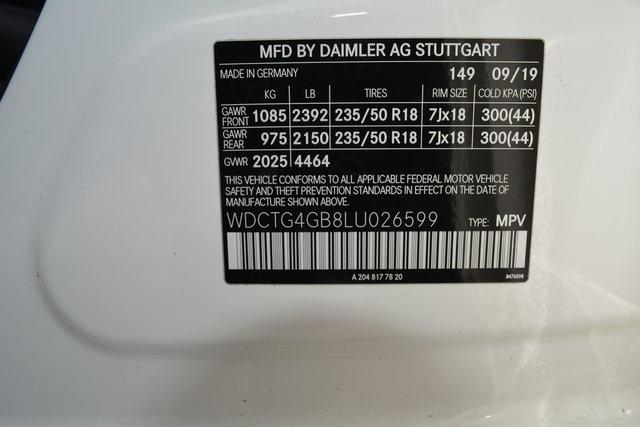 MFD BY DAIMLER AG STUTTGART
MADE IN GERMANY 149 09/19
KG LB TIRES RIM SIZE COLD KPA (PSI)
GAWR FRONT 1085 2392 235/50 R18 7Jx18 300(44)
GAWR REAR 975 2150 235/50 R18 7Jx18 300(44)
GVWR 2025 4464
THIS VEHICLE CONFORMS TO ALL APPLICABLE FEDERAL MOTOR VEHICLE
SAFETY AND THEFT PREVENTION STANDARDS IN EFFECT ON THE DATE OF
MANUFACTURE SHOWN ABOVE.
WDCTG4GB8LU026599 TYPE: MPV
A 204 817 78 20